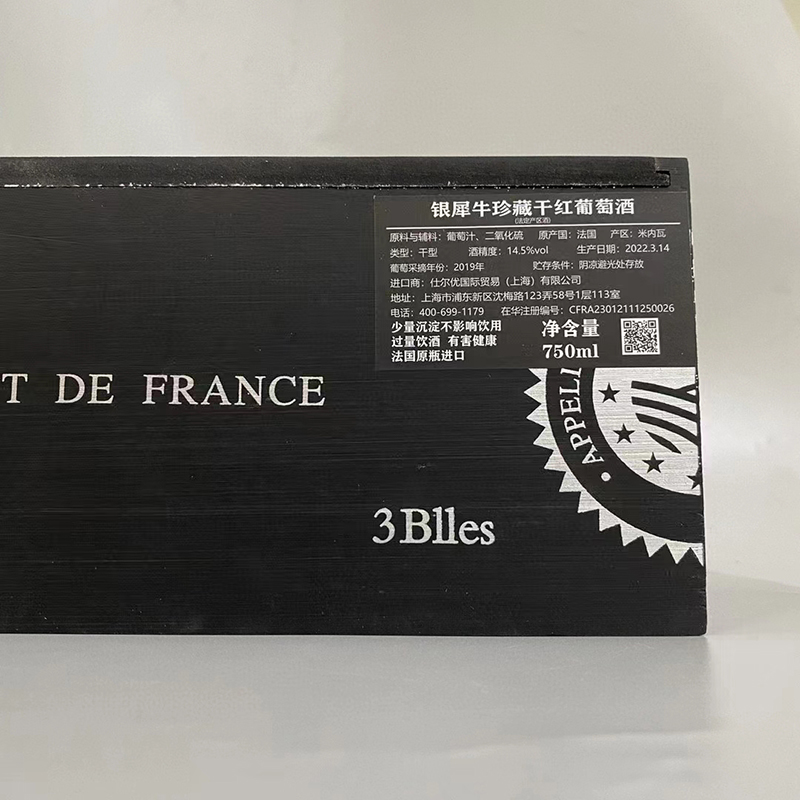 银犀牛珍藏干红葡萄酒
(法定产区酒)
原料与辅料：葡萄汁、二氧化硫 原产国：法国 产区：米内瓦
类型：干型 酒精度：14.5%vol 生产日期：2022.3.14
葡萄采摘年份：2019年 贮存条件：阴凉避光处存放
进口商：仕尔优国际贸易（上海）有限公司
地址：上海市浦东新区沈梅路123弄58号1层113室
电话：400-699-1179 在华注册编号：CFRA23012111250026
少量沉淀不影响饮用
过量饮酒 有害健康
法国原瓶进口
净含量
750ml
T DE FRANCE
APPELI
3Blles